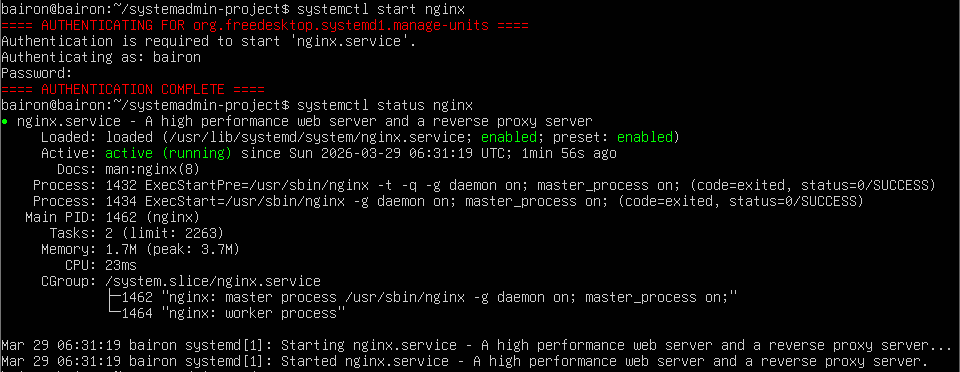 bairon@bairon:~/systemadmin-project$ systemctl start nginx
==== AUTHENTICATING FOR org.freedesktop.systemd1.manage-units ====
Authentication is required to start 'nginx.service'.
Authenticating as: bairon
Password:
==== AUTHENTICATION COMPLETE ====
bairon@bairon:~/systemadmin-project$ systemctl status nginx
● nginx.service - A high performance web server and a reverse proxy server
     Loaded: loaded (/usr/lib/systemd/system/nginx.service; enabled; preset: enabled)
     Active: active (running) since Sun 2026-03-29 06:31:19 UTC; 1min 56s ago
       Docs: man:nginx(8)
    Process: 1432 ExecStartPre=/usr/sbin/nginx -t -q -g daemon on; master_process on; (code=exited, status=0/SUCCESS)
    Process: 1434 ExecStart=/usr/sbin/nginx -g daemon on; master_process on; (code=exited, status=0/SUCCESS)
   Main PID: 1462 (nginx)
      Tasks: 2 (limit: 2263)
     Memory: 1.7M (peak: 3.7M)
        CPU: 23ms
     CGroup: /system.slice/nginx.service
             ├─1462 "nginx: master process /usr/sbin/nginx -g daemon on; master_process on;"
             └─1464 "nginx: worker process"

Mar 29 06:31:19 bairon systemd[1]: Starting nginx.service - A high performance web server and a reverse proxy server...
Mar 29 06:31:19 bairon systemd[1]: Started nginx.service - A high performance web server and a reverse proxy server.